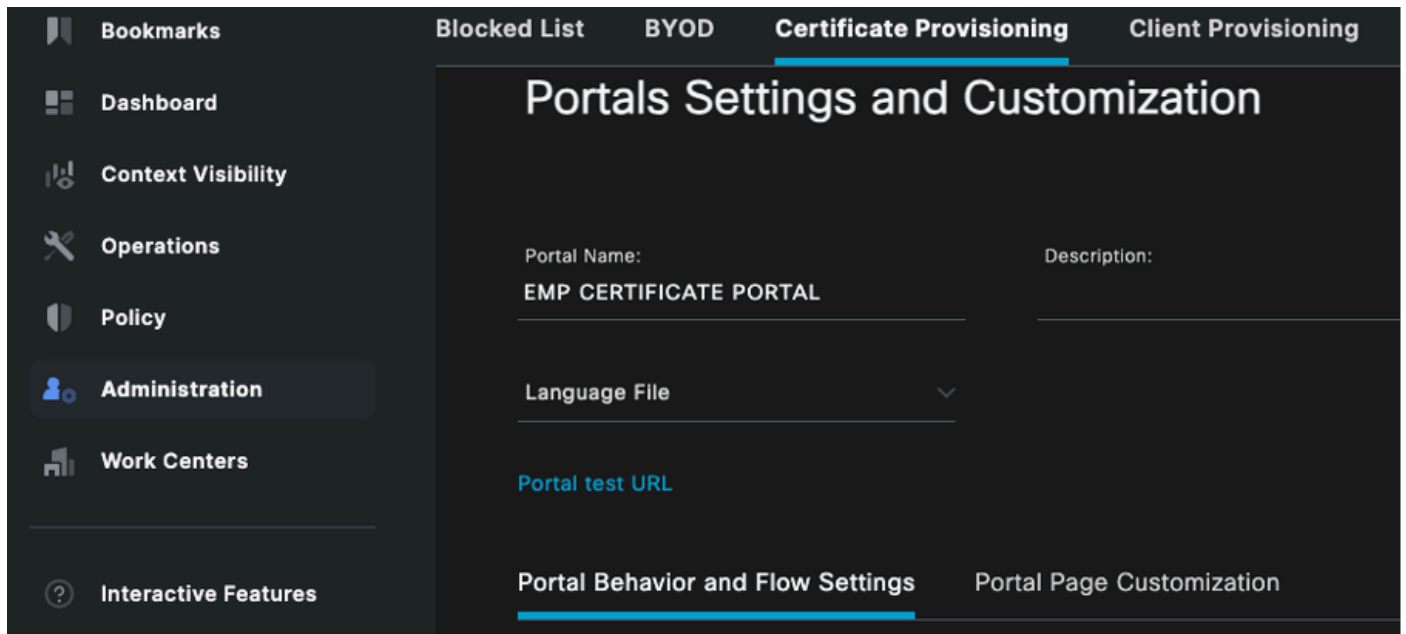 Bookmarks
Dashboard
Context Visibility
Operations
Policy
Administration
Work Centers
Interactive Features
Blocked List BYOD Certificate Provisioning Client Provisioning
Portals Settings and Customization
Portal Name: Description:
EMP CERTIFICATE PORTAL
Language File
Portal test URL
Portal Behavior and Flow Settings Portal Page Customization